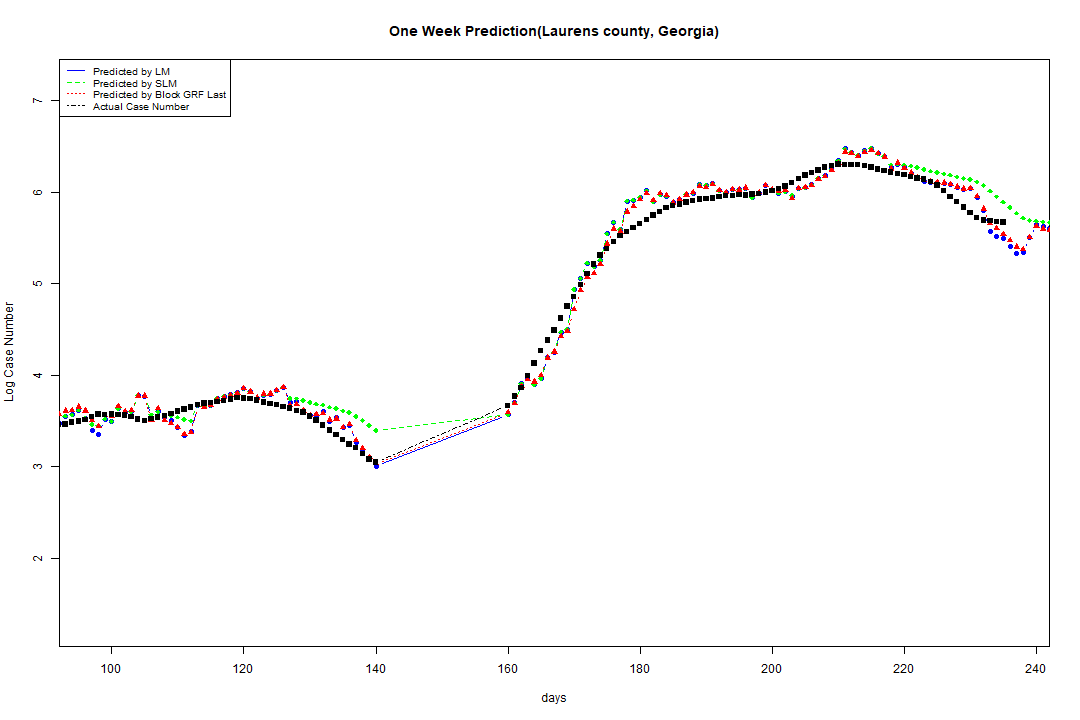 One Week Prediction(Laurens county, Georgia)
Predicted by LM
Predicted by SLM
Predicted by Block GRF Last
Actual Case Number
7
6
5
4
3
2
Log Case Number
100 120 140 160 180 200 220 240
days